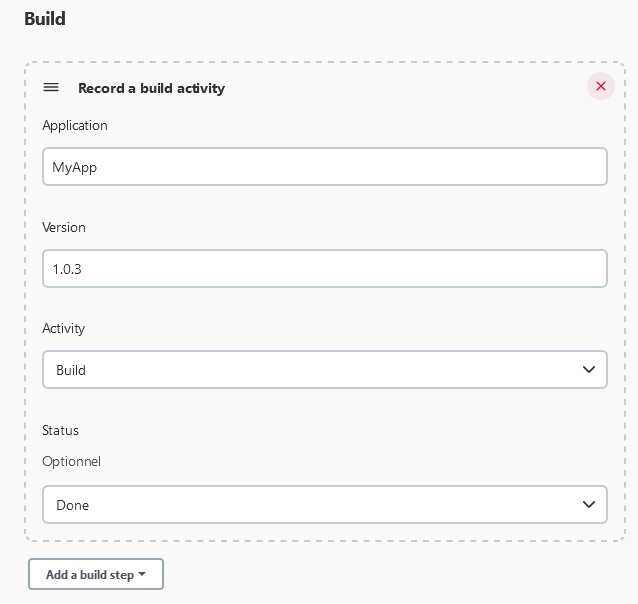 Build
Record a build activity
Application
MyApp
Version
1.0.3
Activity
Build
Status
Optionnel
Done
Add a build step